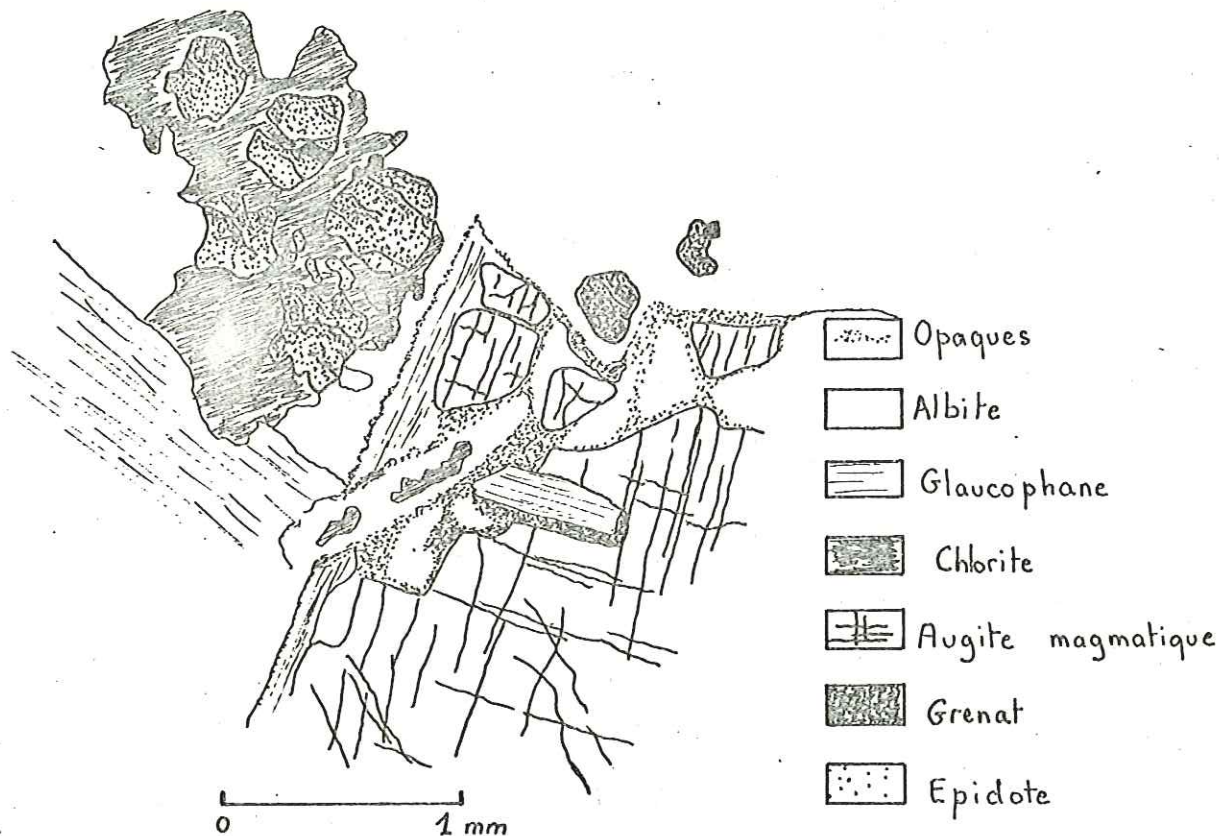 Opaques
Albite
Glaucophane
Chlorite
Augite magmatique
Grenat
Epidote
0 1 mm